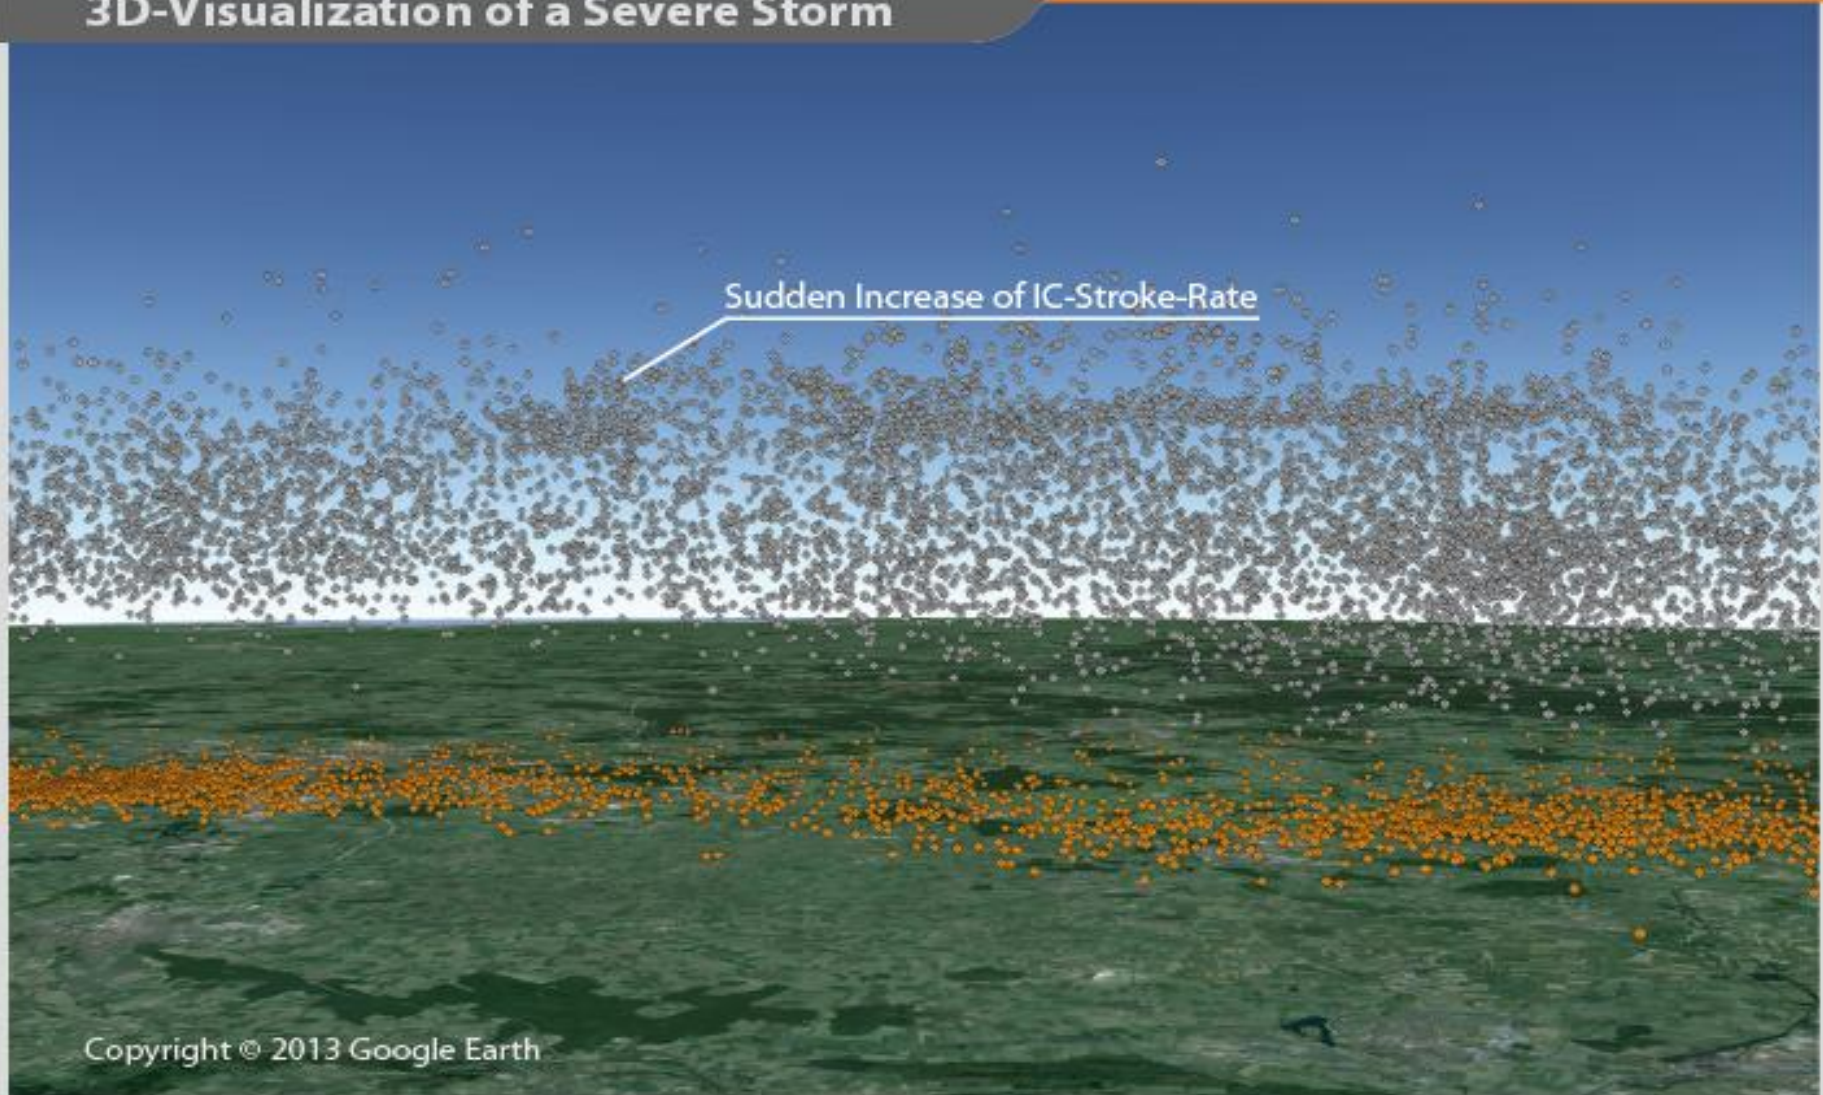 3D-Visualization of a Severe Storm
Sudden Increase of IC-Stroke-Rate
Copyright © 2013 Google Earth